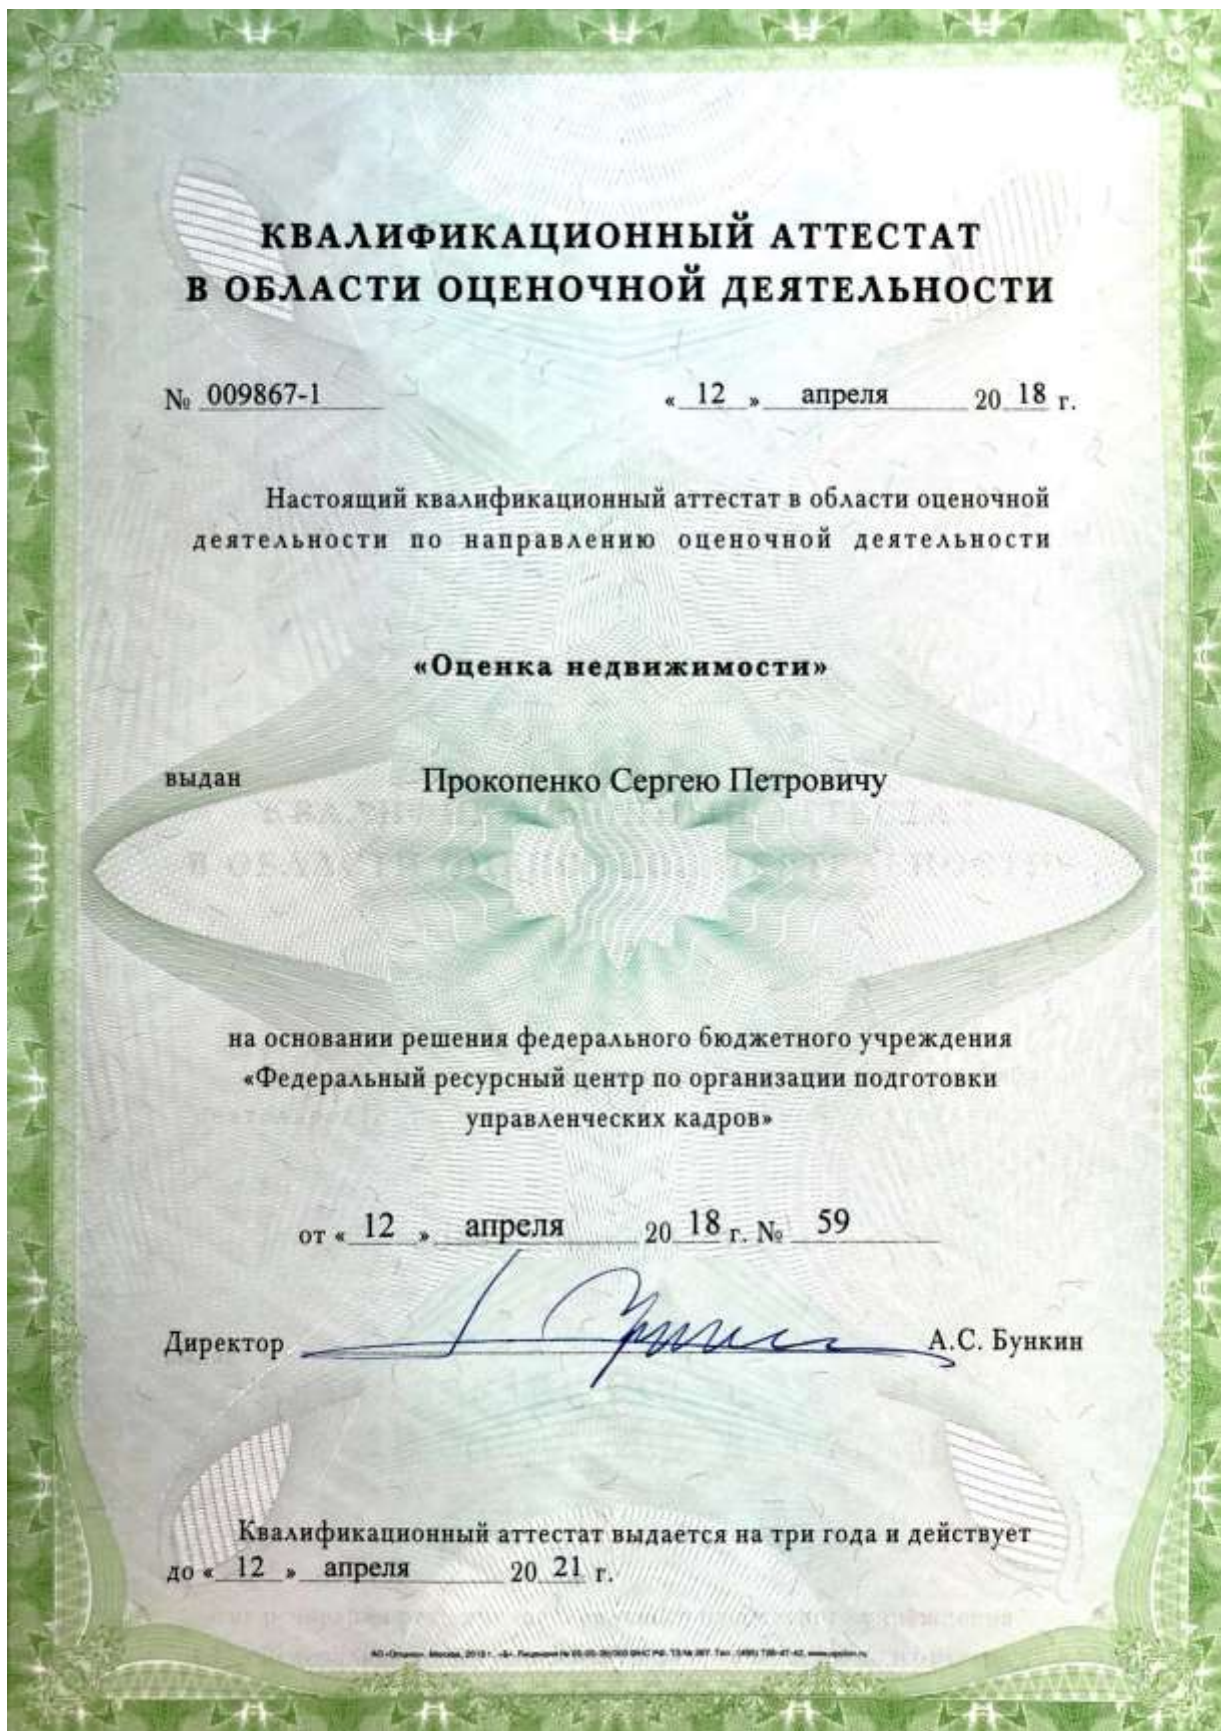 КВАЛИФИКАЦИОННЫЙ АТТЕСТАТ
В ОБЛАСТИ ОЦЕНОЧНОЙ ДЕЯТЕЛЬНОСТИ
№ 009867-1 « 12 » апреля 20 18 г.
Настоящий квалификационный аттестат в области оценочной
деятельности по направлению оценочной деятельности
«Оценка недвижимости»
выдан Прокопенко Сергею Петровичу
на основании решения федерального бюджетного учреждения
«Федеральный ресурсный центр по организации подготовки
управленческих кадров»
от « 12 » апреля 20 18 г. № 59
Директор А.С. Бункин
Квалификационный аттестат выдается на три года и действует
до « 12 » апреля 20 21 г.